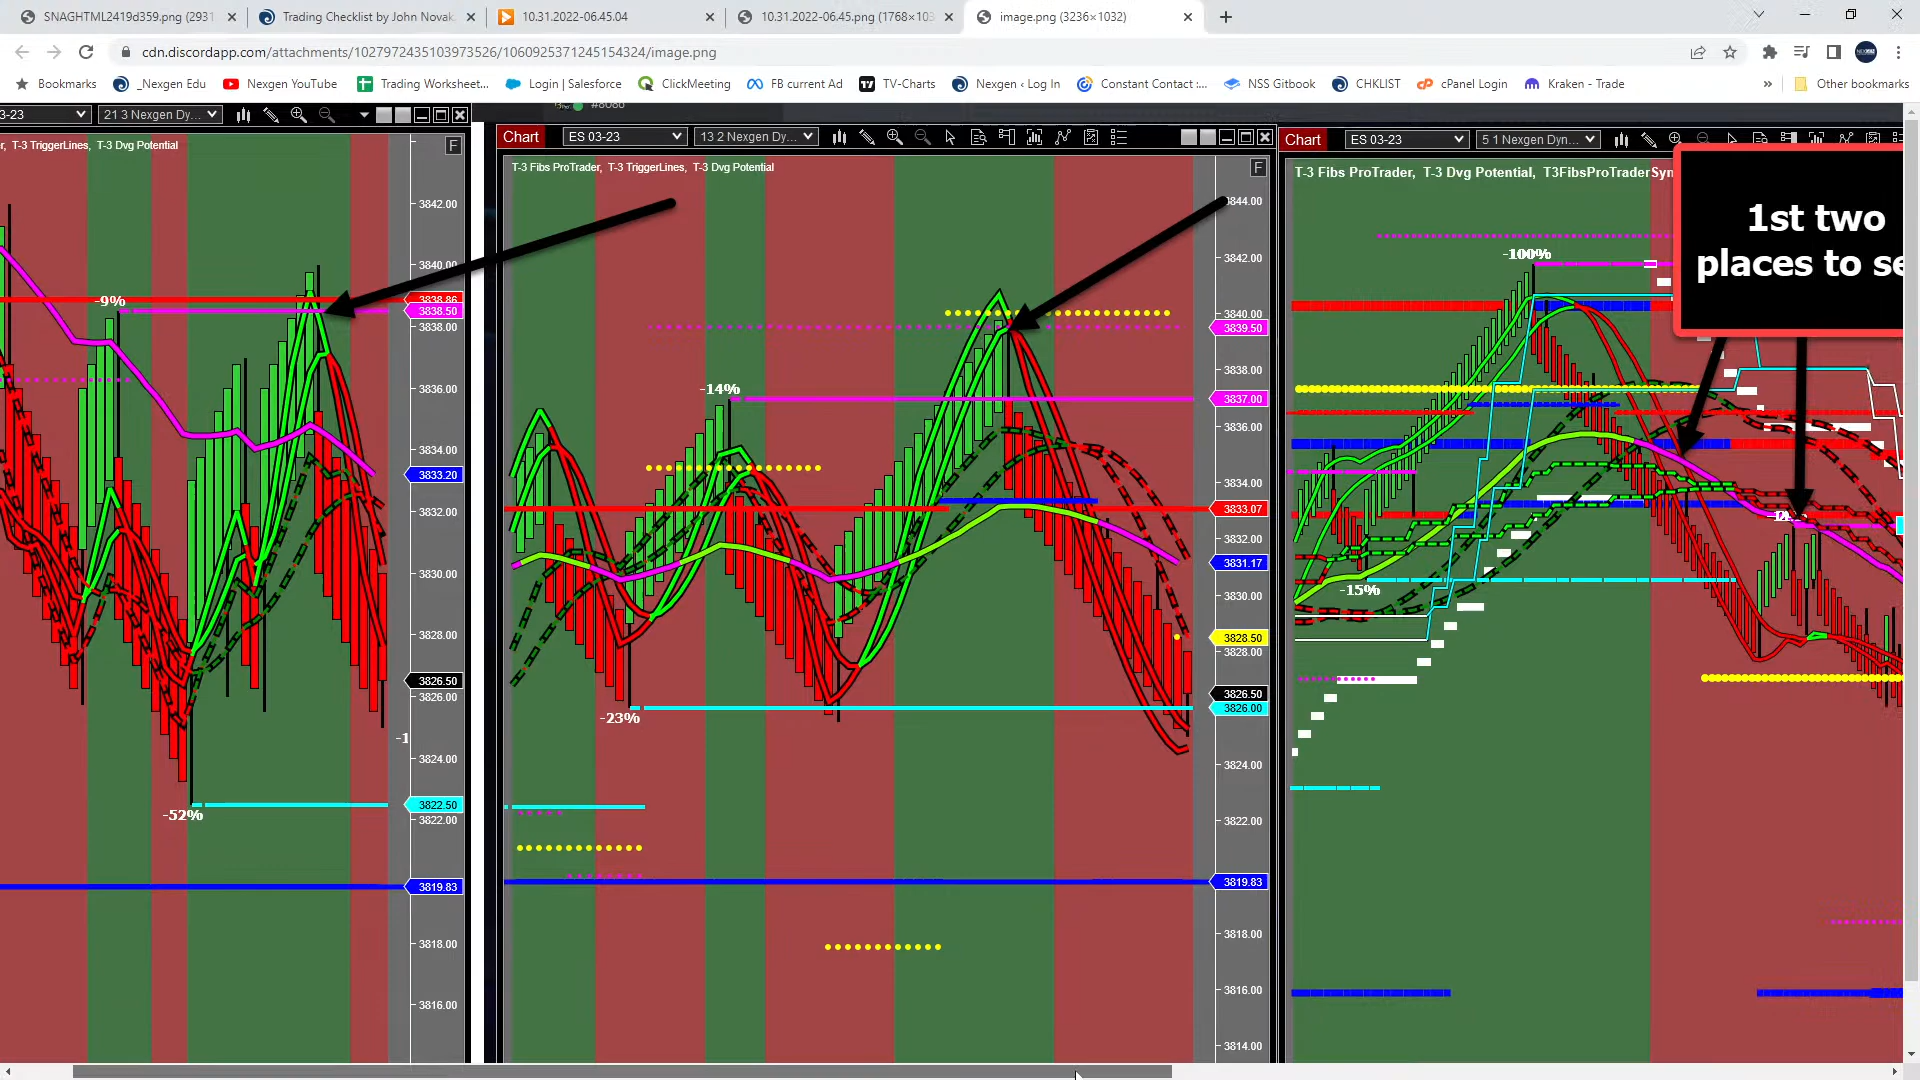 SNAGHTML2419d359.png (2931
Trading Checklist by John Novak
10.31.2022-06.45.04
10.31.2022-06.45.png (1768×103
image.png (3236×1032)
cdn.discordapp.com/attachments/1027972435103973526/1060925371245154324/image.png
Bookmarks
_Nexgen Edu
Nexgen YouTube
Trading Worksheet...
Login | Salesforce
ClickMeeting
FB current Ad
TV-Charts
Nexgen ‹ Log In
Constant Contact :...
NSS Gitbook
CHKLIST
cPanel Login
Kraken - Trade
»
Other bookmarks
#8086
3-23
21 3 Nexgen Dy...
r, T-3 TriggerLines, T-3 Dvg Potential
F
3842.00
3840.00
3838.86
3838.50
3838.00
3836.00
3834.00
3833.20
3832.00
3830.00
3828.00
3826.50
3826.00
3824.00
3822.50
3822.00
3819.83
3818.00
3816.00
-9%
-52%
-1
Chart
ES 03-23
13 2 Nexgen Dy...
T-3 Fibs ProTrader, T-3 TriggerLines, T-3 Dvg Potential
F
3844.00
3842.00
3840.00
3839.50
3838.00
3837.00
3836.00
3834.00
3833.07
3832.00
3831.17
3830.00
3828.50
3828.00
3826.50
3826.00
3824.00
3822.00
3819.83
3818.00
3816.00
3814.00
-14%
-23%
Chart
ES 03-23
5 1 Nexgen Dyn...
T-3 Fibs ProTrader, T-3 Dvg Potential, T3FibsProTraderSyn
-100%
-15%
1st two
places to se